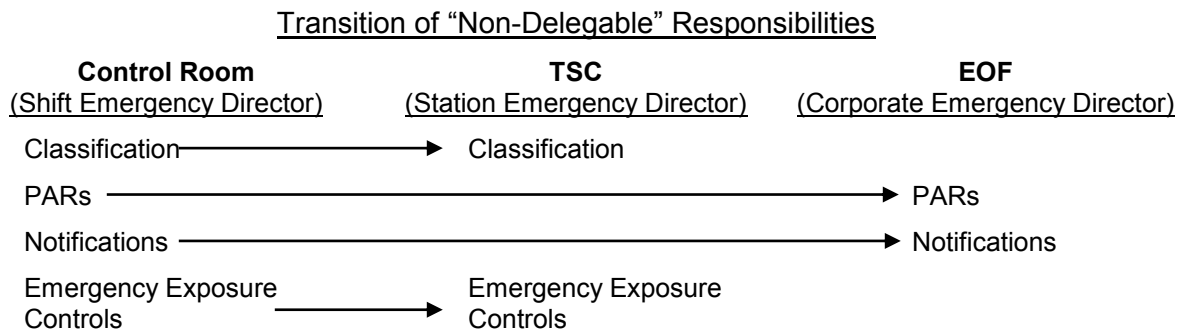 Transition of “Non-Delegable” Responsibilities
Control Room TSC EOF
(Shift Emergency Director) (Station Emergency Director) (Corporate Emergency Director)
Classification Classification
PARs PARs
Notifications Notifications
Emergency Exposure Emergency Exposure
Controls Controls